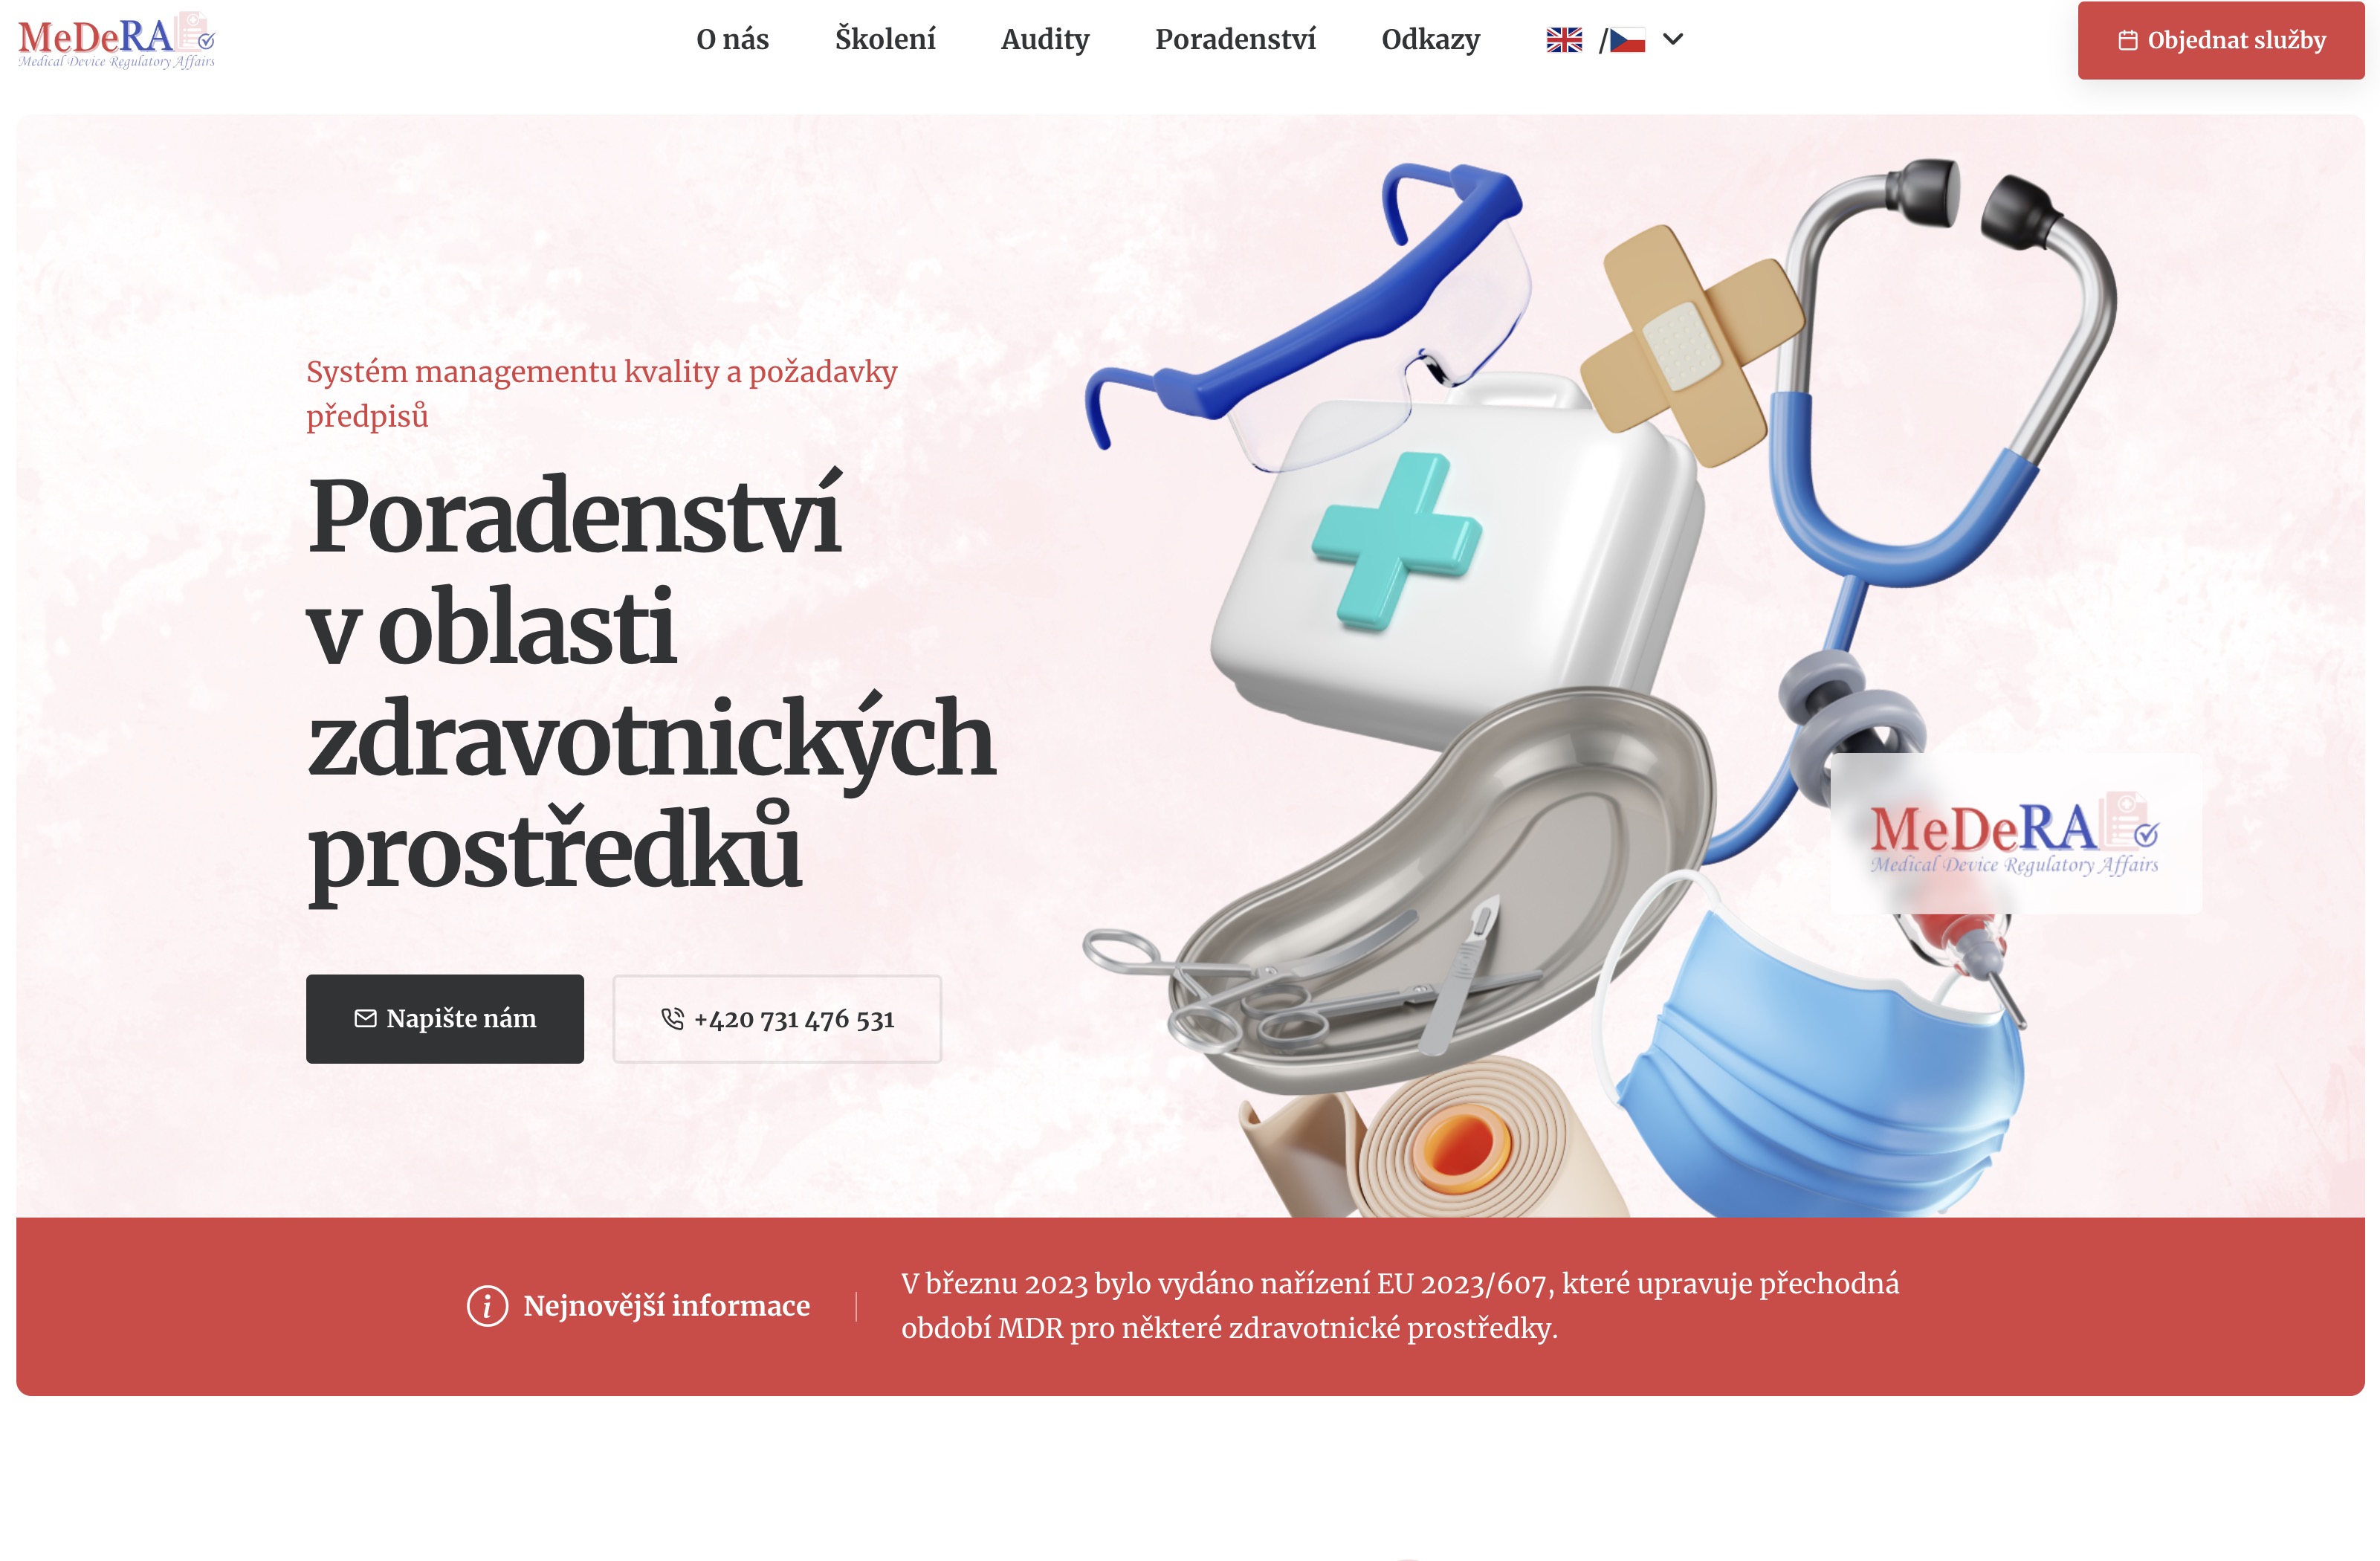 MeDeRA
Medical Device Regulatory Affairs
O nás
Školení
Audity
Poradenství
Odkazy
/
Objednat služby
Systém managementu kvality a požadavky
předpisů
Poradenství
v oblasti
zdravotnických
prostředků
Napište nám
+420 731 476 531
MeDeRA
Medical Device Regulatory Affairs
Nejnovější informace
V březnu 2023 bylo vydáno nařízení EU 2023/607, které upravuje přechodná
období MDR pro některé zdravotnické prostředky.